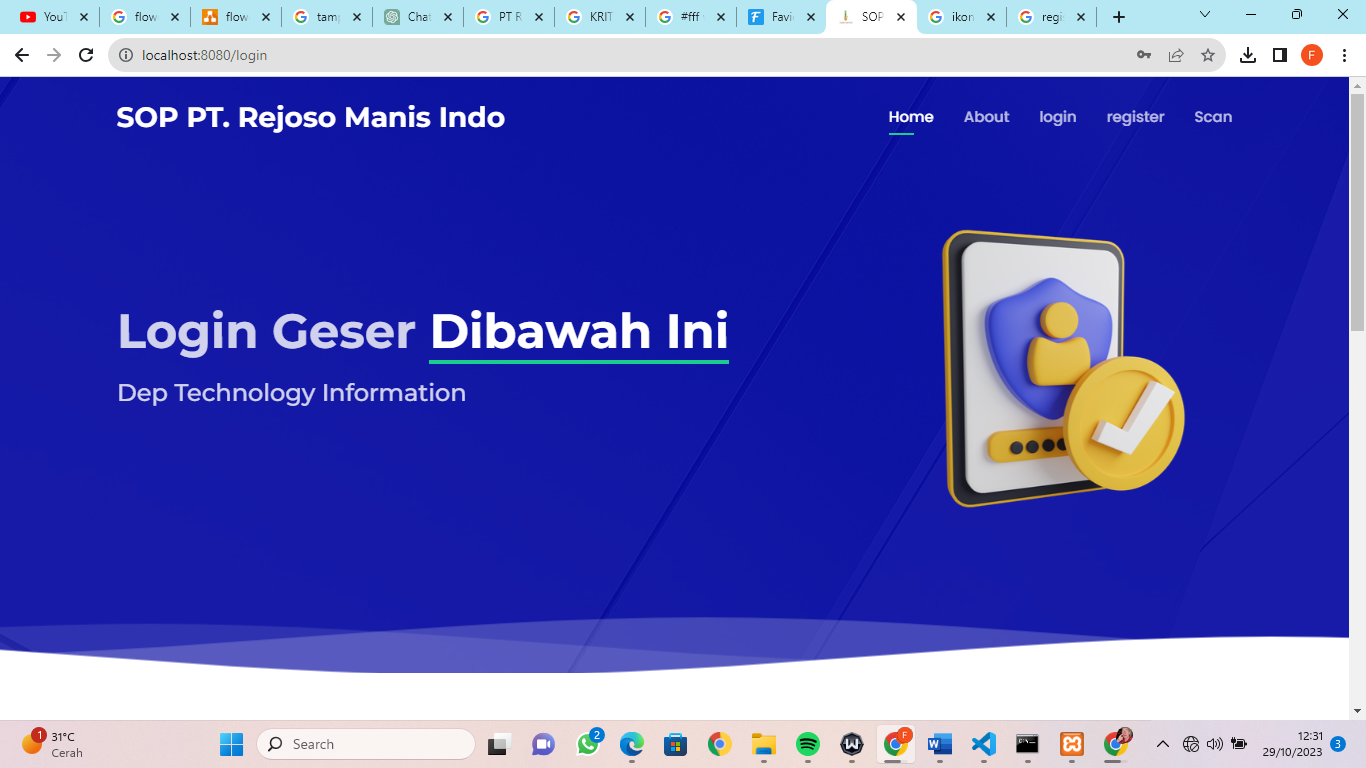 YouT
flow
flow
tamp
Chat
PT R
KRIT
#fff
Favi
SOP
ikon
regi
localhost:8080/login
F
SOP PT. Rejoso Manis Indo
Home About login register Scan
Login Geser Dibawah Ini
Dep Technology Information
1
31°C
Cerah
Search
2
F
12:31
29/10/2023
3